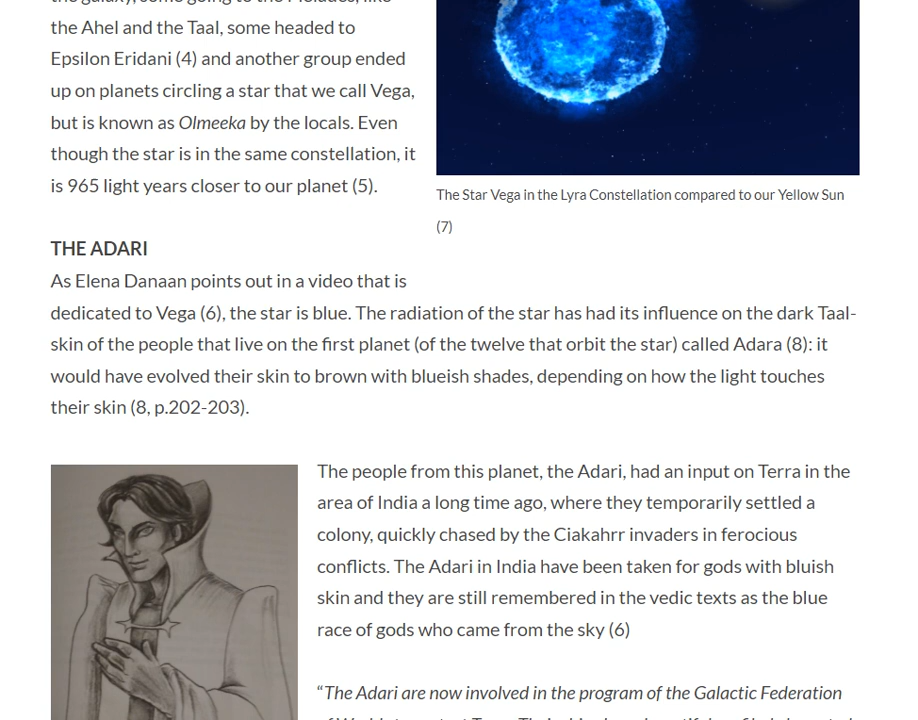 the galaxy, some going to the Pleiades, like
the Ahel and the Taal, some headed to
Epsilon Eridani (4) and another group ended
up on planets circling a star that we call Vega,
but is known as Olmeeka by the locals. Even
though the star is in the same constellation, it
is 965 light years closer to our planet (5).
The Star Vega in the Lyra Constellation compared to our Yellow Sun
(7)
THE ADARI
As Elena Danaan points out in a video that is
dedicated to Vega (6), the star is blue. The radiation of the star has had its influence on the dark Taal-
skin of the people that live on the first planet (of the twelve that orbit the star) called Adara (8): it
would have evolved their skin to brown with blueish shades, depending on how the light touches
their skin (8, p.202-203).
The people from this planet, the Adari, had an input on Terra in the
area of India a long time ago, where they temporarily settled a
colony, quickly chased by the Ciakahrr invaders in ferocious
conflicts. The Adari in India have been taken for gods with bluish
skin and they are still remembered in the vedic texts as the blue
race of gods who came from the sky (6)
“The Adari are now involved in the program of the Galactic Federation